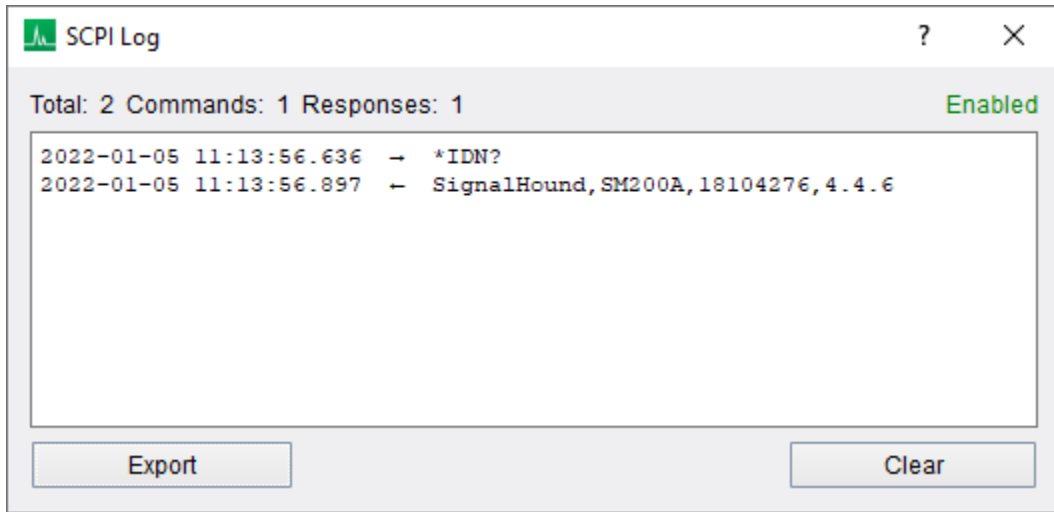 SCPI Log
Total: 2 Commands: 1 Responses: 1 Enabled
2022-01-05 11:13:56.636 → *IDN?
2022-01-05 11:13:56.897 ← SignalHound,SM200A,18104276,4.4.6
Export Clear